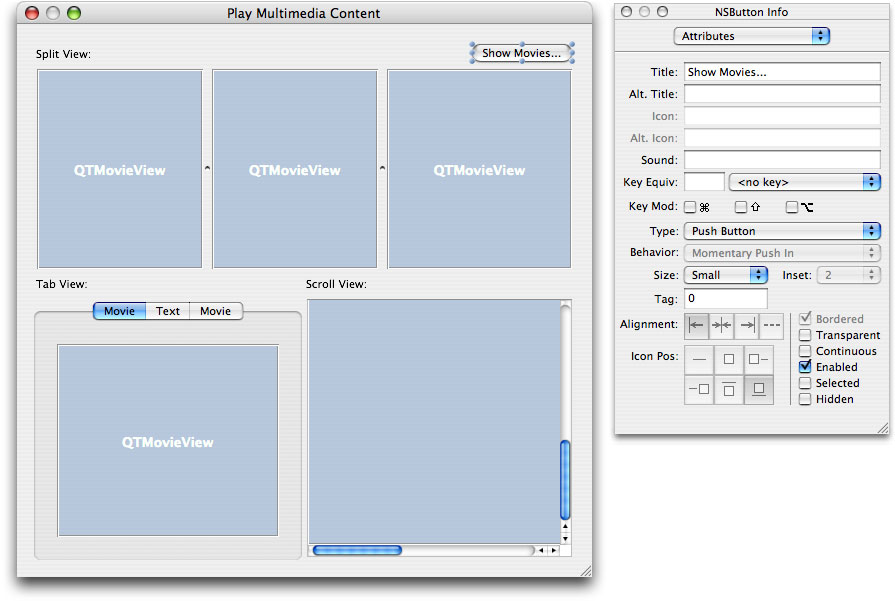 Play Multimedia Content
Split View:
Show Movies...
QTMovieView
QTMovieView
QTMovieView
Tab View:
Scroll View:
Movie Text Movie
QTMovieView
NSButton Info
Attributes
Title: Show Movies...
Alt. Title:
Icon:
Alt. Icon:
Sound:
Key Equiv: <no key>
Key Mod: ⌘ ⇧ ⌥
Type: Push Button
Behavior: Momentary Push In
Size: Small Inset: 2
Tag: 0
Alignment:
Icon Pos:
Bordered
Transparent
Continuous
Enabled
Selected
Hidden